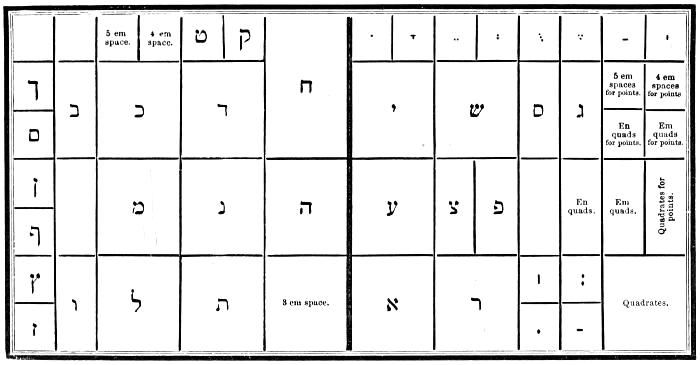 5 em space. 4 em space. ט ק
ך כ ב ד ח י ש ס ג 5 em spaces for points. 4 em spaces for points.
ם En quads for points. Em quads for points.
ן מ נ ה ע צ פ En quads. Em quads. Quadrates for points.
ף
ץ ו ל ת 3 em space. א ר ו : Quadrates.
ז . -